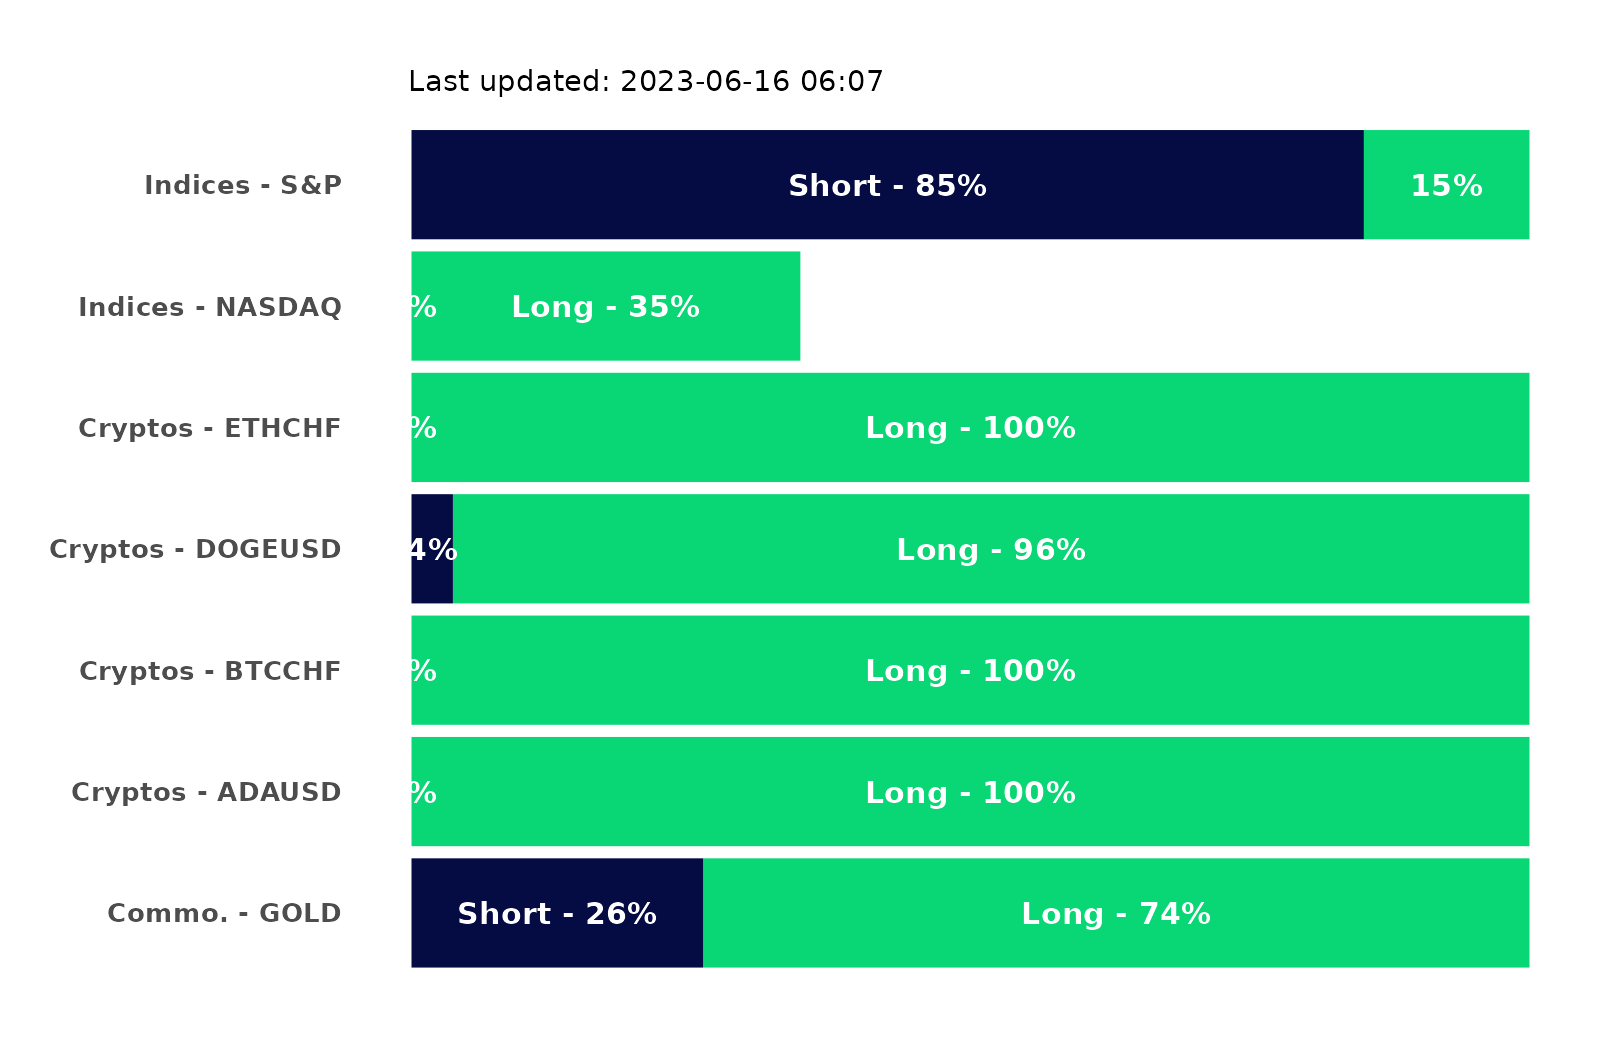 Last updated: 2023-06-16 06:07
Indices - S&P Short - 85% 15%
Indices - NASDAQ % Long - 35%
Cryptos - ETHCHF % Long - 100%
Cryptos - DOGEUSD 4% Long - 96%
Cryptos - BTCCHF % Long - 100%
Cryptos - ADAUSD % Long - 100%
Commo. - GOLD Short - 26% Long - 74%